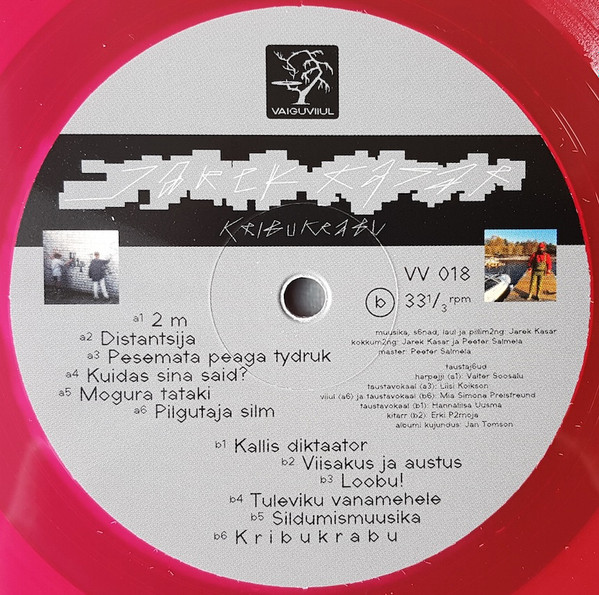 VAIGUVIIUL
JAREK KASAR
KRIBUKRABU
VV 018
b 33 1/3 rpm
a1 2 m
a2 Distantsija
a3 Pesemata peaga tydruk
a4 Kuidas sina said?
a5 Mogura tataki
a6 Pilgutaja silm
muusika, s6nad, laul ja pillim2ng: Jarek Kasar
kokkum2ng: Jarek Kasar ja Peeter Salmela
master: Peeter Salmela
taustaj6ud
harpejji (a1): Valter Soosalu
taustavokaal (a3): Liisi Koikson
viiul (a6) ja taustavokaal (b6): Mia Simona Preistreund
taustavokaal (b1): Hannaliisa Uusma
kitarr (b2): Erki P2rnoja
albumi kujundus: Jan Tomson
b1 Kallis diktaator
b2 Viisakus ja austus
b3 Loobu!
b4 Tuleviku vanamehele
b5 Sildumismuusika
b6 Kribukrabu